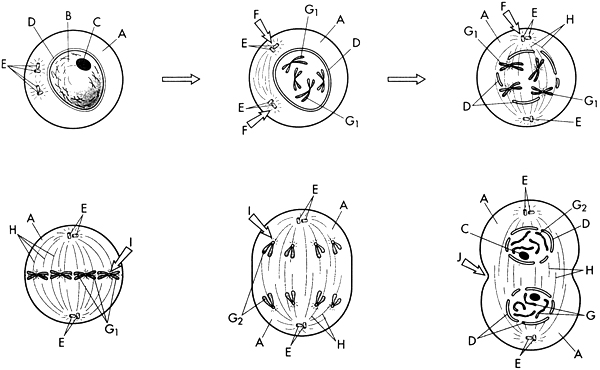 D B C A
E
F G1 A
E D
E
F G1
F E H
A
G1
D G1
E
A E
H I
G1
E
I E A
G2
A E H
E
A G2
C D
J H
G
D A
E